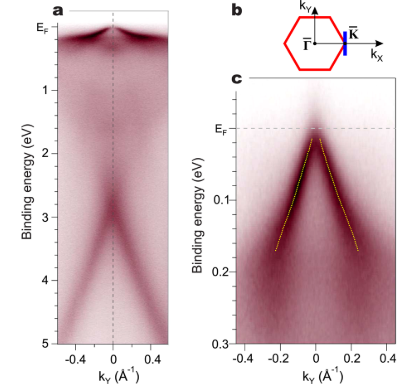 a
E_F
1
2
3
4
5
Binding energy (eV)
-0.4
0
0.4
k_Y (Å⁻¹)
b
k_Y
Γ̅
K̅
k_X
c
E_F
0.1
0.2
0.3
Binding energy (eV)
-0.4
-0.2
0
0.2
0.4
k_Y (Å⁻¹)